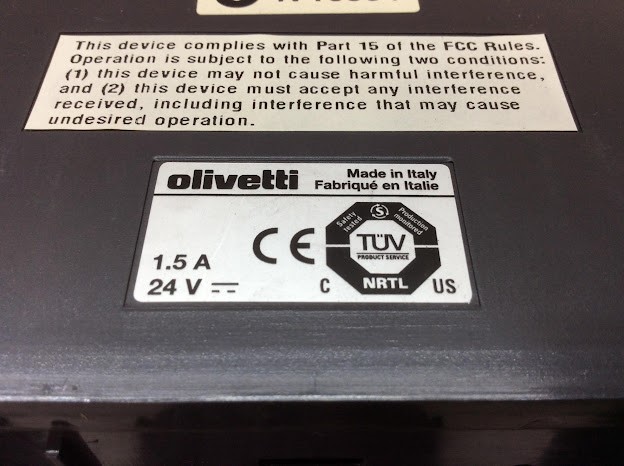 This device complies with Part 15 of the FCC Rules.
Operation is subject to the following two conditions:
(1) this device may not cause harmful interference,
and (2) this device must accept any interference
received, including interference that may cause
undesired operation.
olivetti
Made in Italy
Fabriqué en Italie
1.5 A
24 V ⎓
CE
Safety tested
S
Production monitored
TÜV
PRODUCT SERVICE
NRTL
C
US